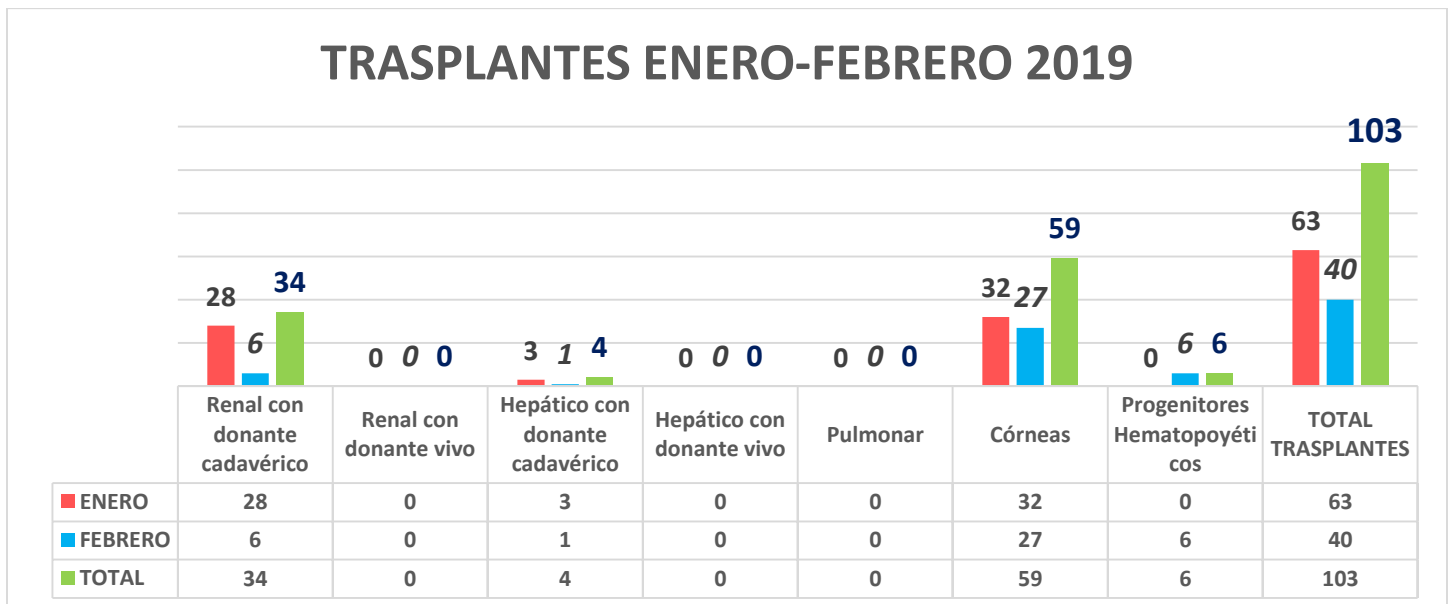 TRASPLANTES ENERO-FEBRERO 2019
103
63
59
40
28 34 32 27
6 3 1 4 6 6
0 0 0 0 0 0 0 0 0 0
Renal con donante cadavérico
Renal con donante vivo
Hepático con donante cadavérico
Hepático con donante vivo
Pulmonar
Córneas
Progenitores Hematopoyéti cos
TOTAL TRASPLANTES
ENERO 28 0 3 0 0 32 0 63
FEBRERO 6 0 1 0 0 27 6 40
TOTAL 34 0 4 0 0 59 6 103